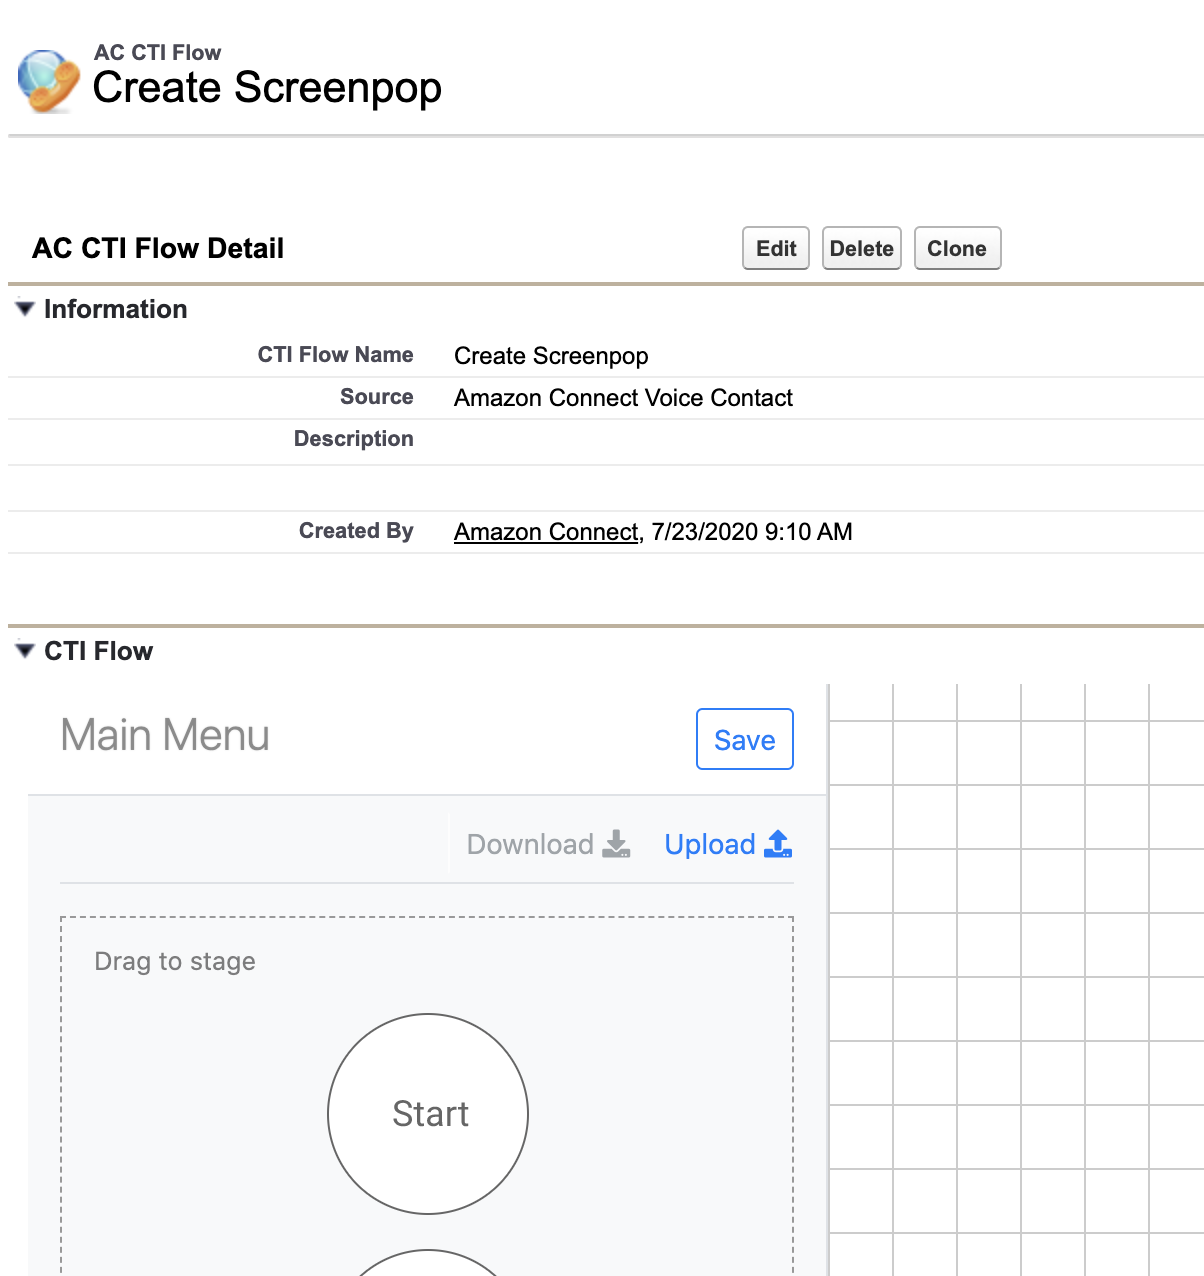 AC CTI Flow
Create Screenpop
AC CTI Flow Detail
Edit Delete Clone
Information
CTI Flow Name Create Screenpop
Source Amazon Connect Voice Contact
Description
Created By Amazon Connect, 7/23/2020 9:10 AM
CTI Flow
Main Menu
Save
Download Upload
Drag to stage
Start